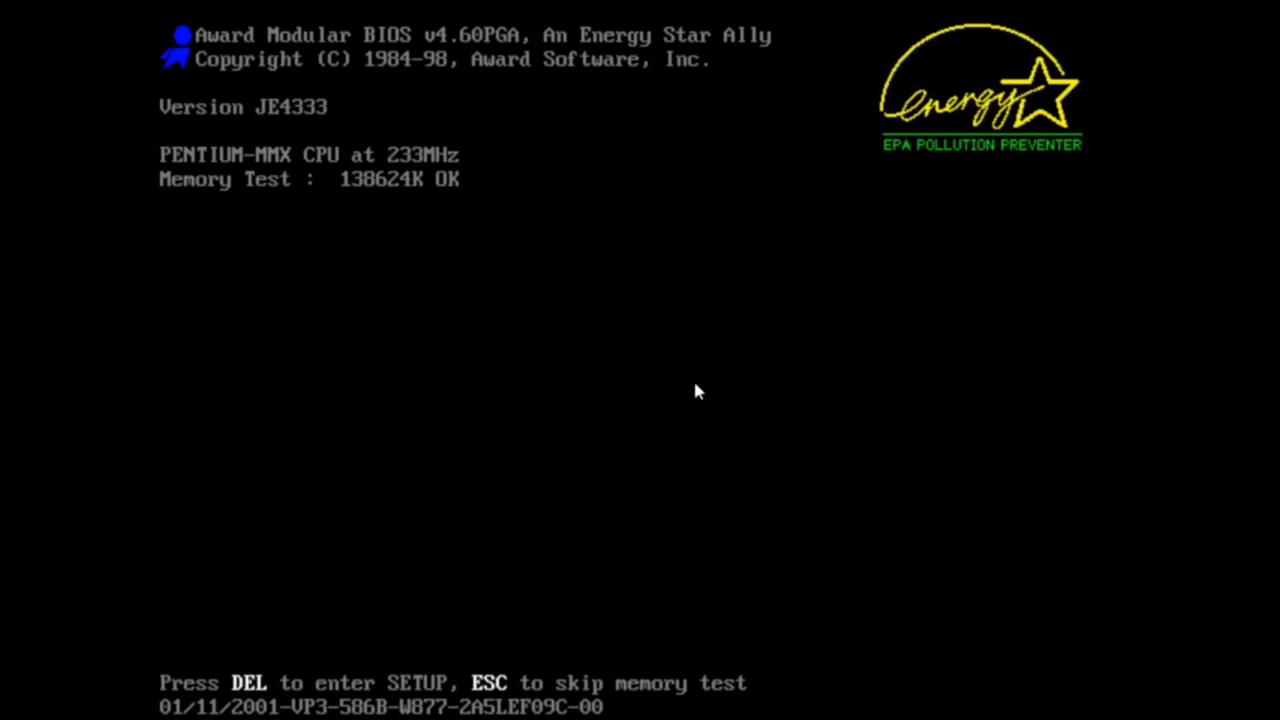 Award Modular BIOS v4.60PGA, An Energy Star Ally
Copyright (C) 1984-98, Award Software, Inc.
energy
EPA POLLUTION PREVENTER
Version JE4333
PENTIUM-MMX CPU at 233MHz
Memory Test :  138624K OK
Press DEL to enter SETUP, ESC to skip memory test
01/11/2001-VP3-586B-W877-2A5LEF09C-00